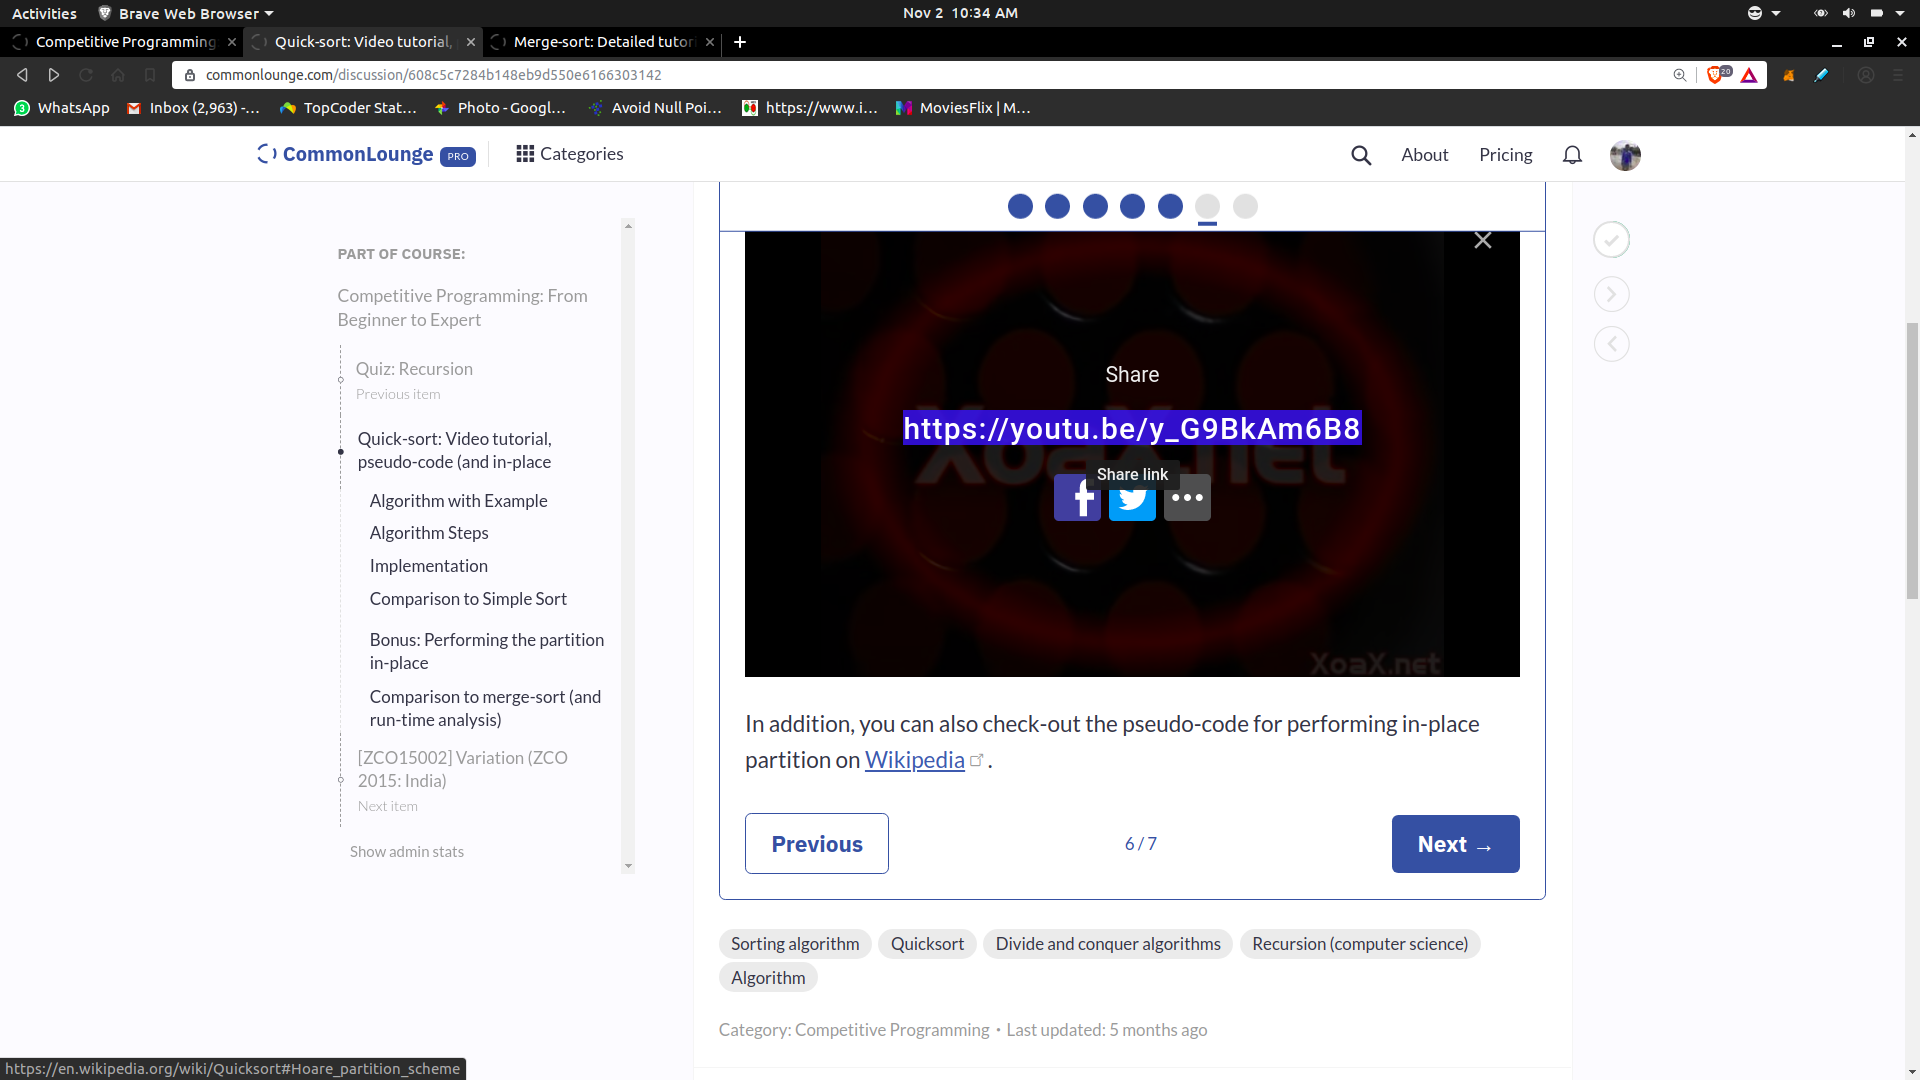 Activities
Brave Web Browser
Nov 2 10:34 AM
Competitive Programming
Quick-sort: Video tutorial,
Merge-sort: Detailed tutor
commonlounge.com/discussion/608c5c7284b148eb9d550e6166303142
20
3 WhatsApp
Inbox (2,963) -...
TopCoder Stat...
Photo - Googl...
Avoid Null Poi...
https://www.i...
MoviesFlix | M...
CommonLounge PRO
Categories
About
Pricing
PART OF COURSE:
Competitive Programming: From
Beginner to Expert
Quiz: Recursion
Previous item
Quick-sort: Video tutorial,
pseudo-code (and in-place
Algorithm with Example
Algorithm Steps
Implementation
Comparison to Simple Sort
Bonus: Performing the partition
in-place
Comparison to merge-sort (and
run-time analysis)
[ZCO15002] Variation (ZCO
2015: India)
Next item
Show admin stats
Share
https://youtu.be/y_G9BkAm6B8
XoaX.net
Share link
XoaX.net
In addition, you can also check-out the pseudo-code for performing in-place
partition on Wikipedia .
Previous
6 / 7
Next →
Sorting algorithm
Quicksort
Divide and conquer algorithms
Recursion (computer science)
Algorithm
Category: Competitive Programming • Last updated: 5 months ago
https://en.wikipedia.org/wiki/Quicksort#Hoare_partition_scheme